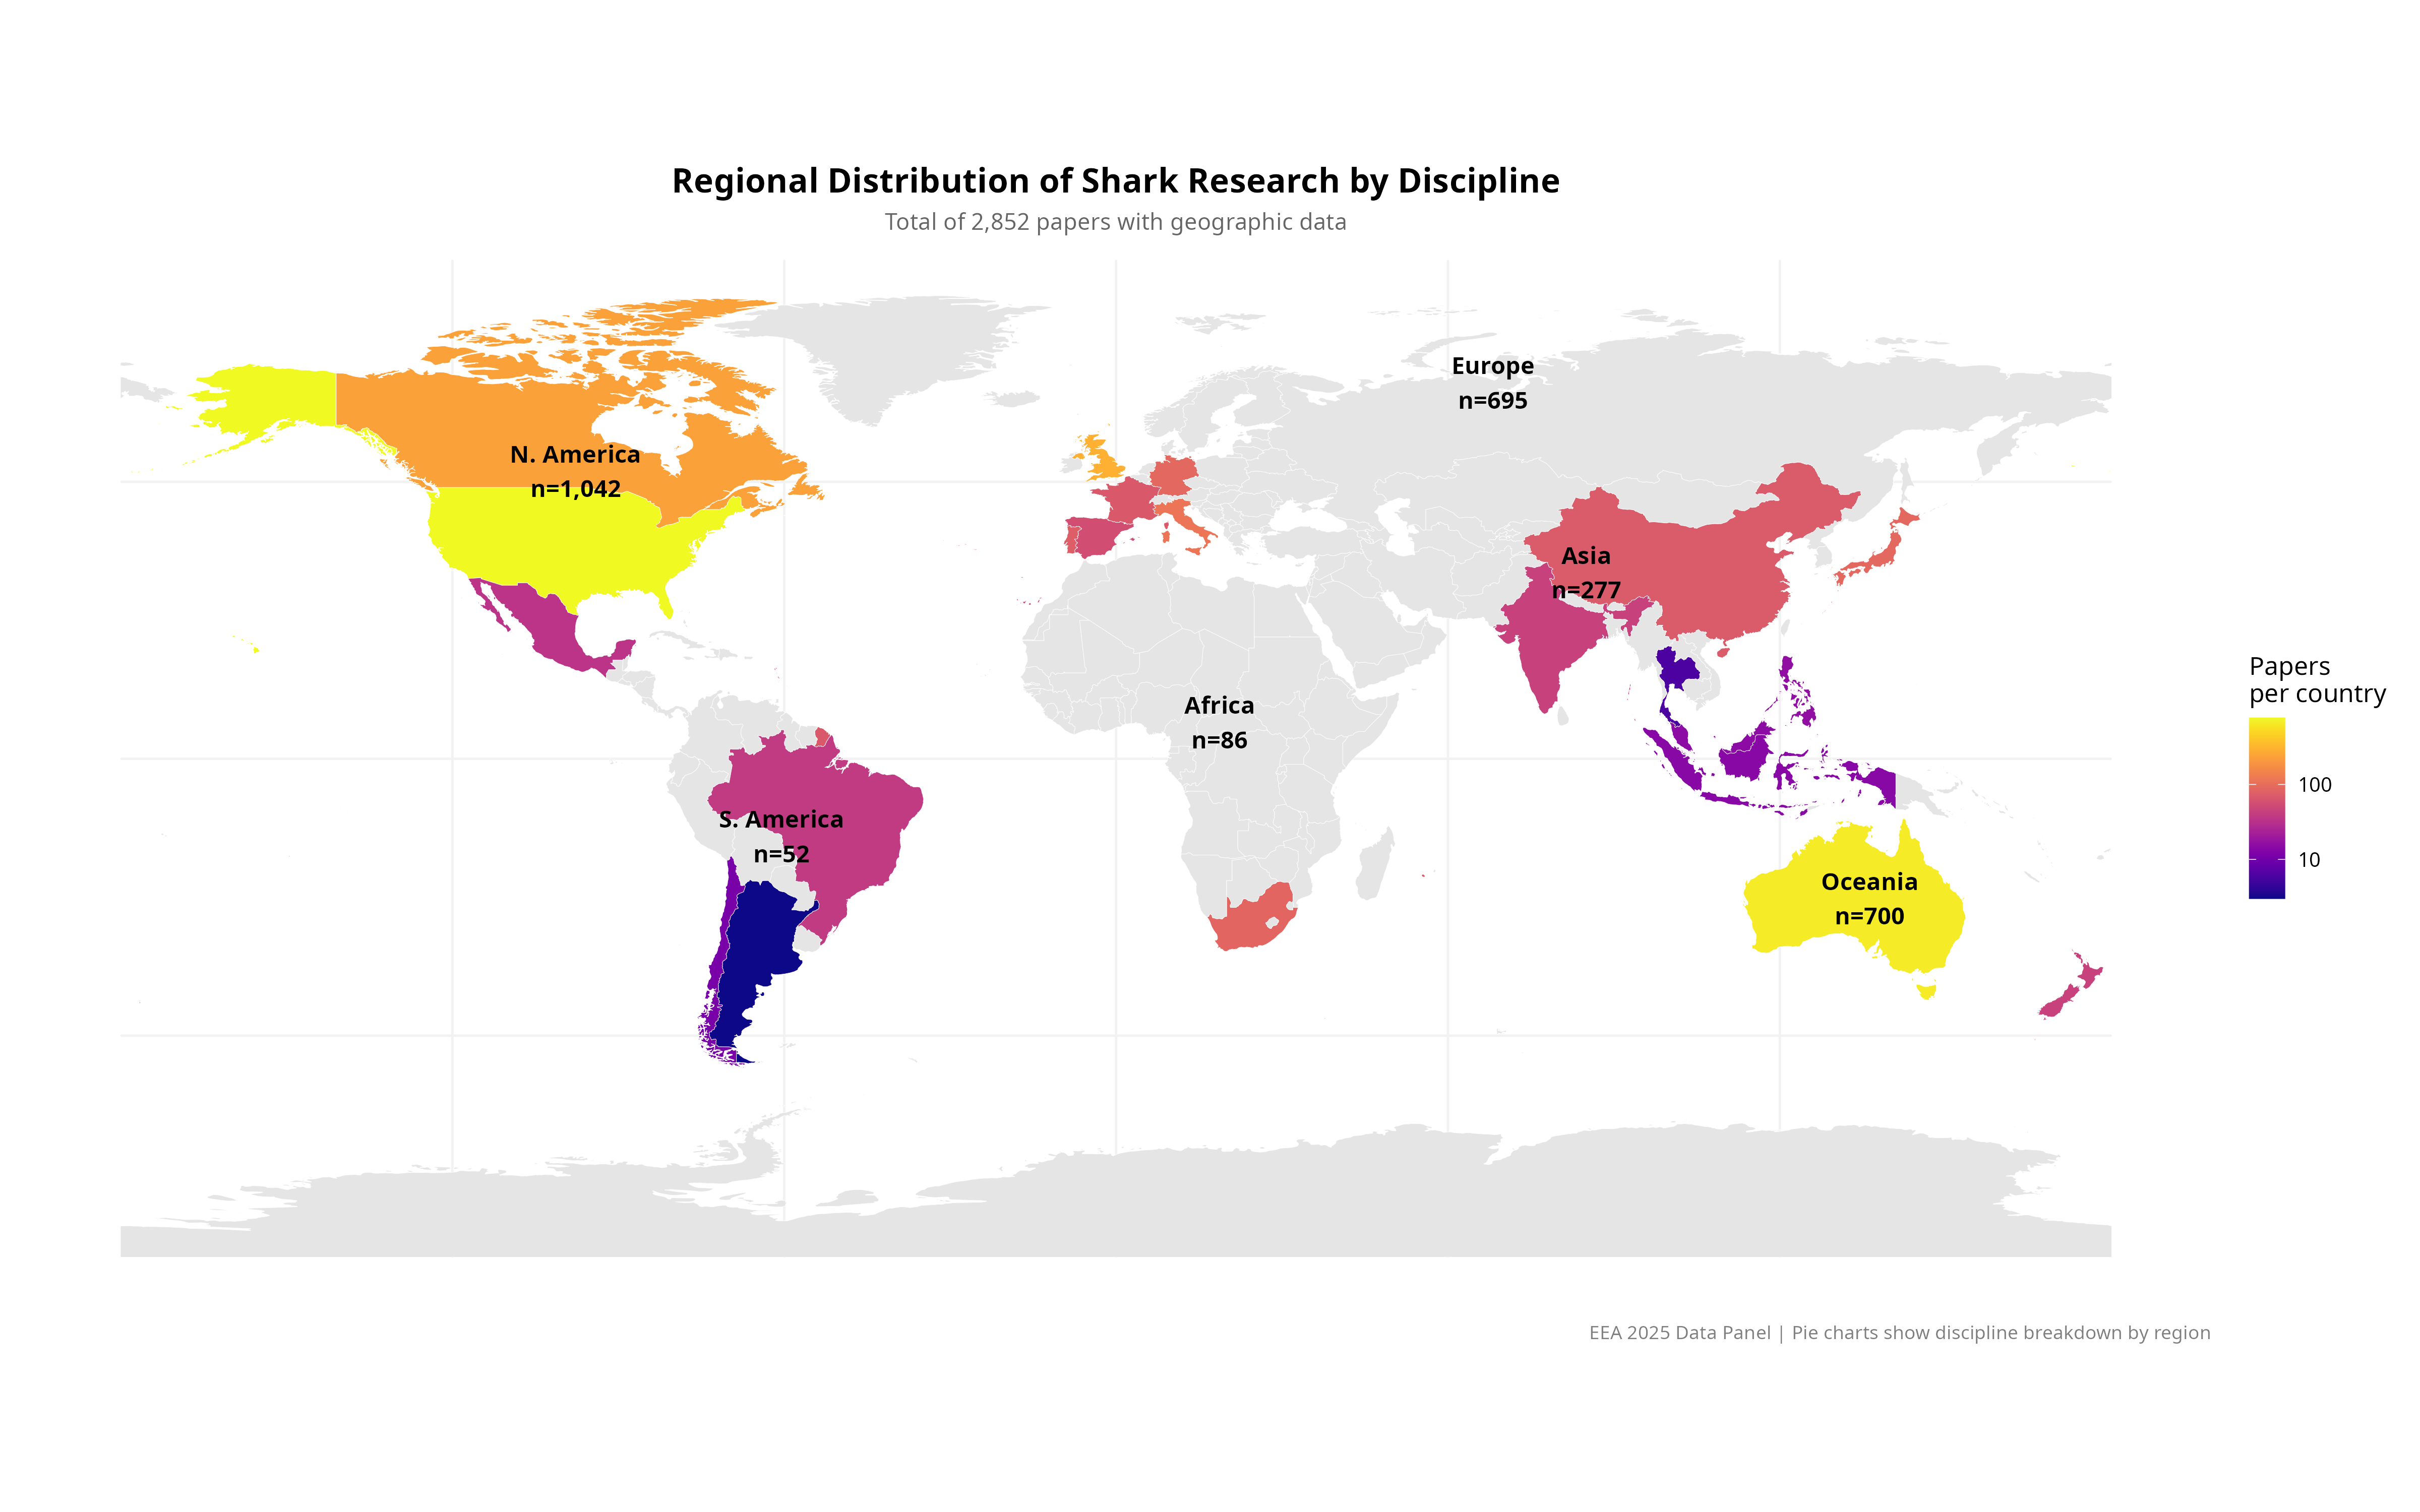 Regional Distribution of Shark Research by Discipline
Total of 2,852 papers with geographic data
Europe
n=695
N. America
n=1,042
Asia
n=277
Africa
n=86
S. America
n=52
Oceania
n=700
Papers
per country
100
10
EEA 2025 Data Panel | Pie charts show discipline breakdown by region